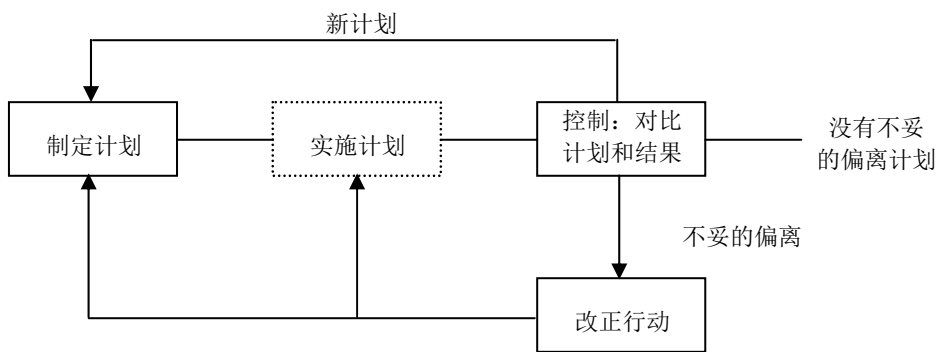 新计划
制定计划
实施计划
控制：对比
计划和结果
没有不妥
的偏离计划
不妥的偏离
改正行动